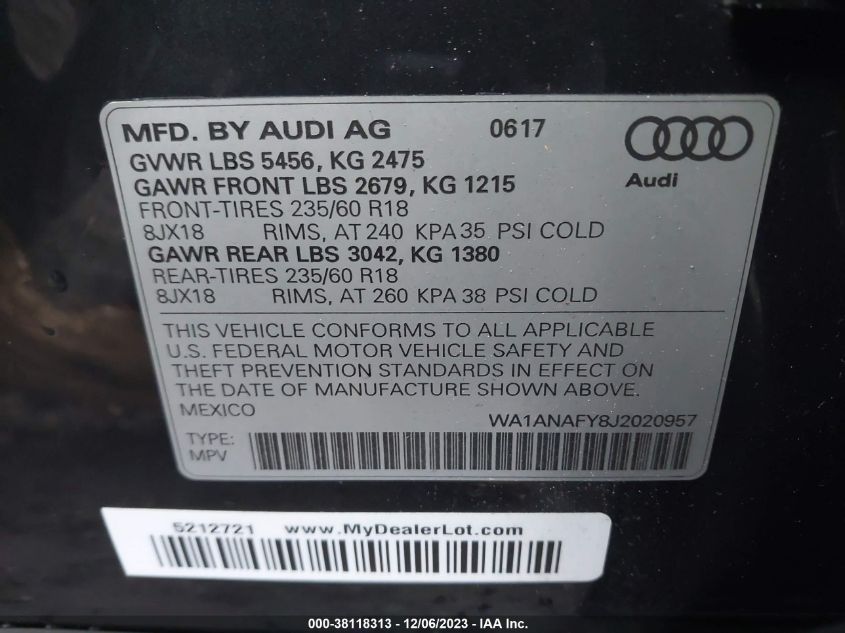 MFD. BY AUDI AG 0617
GVWR LBS 5456, KG 2475
GAWR FRONT LBS 2679, KG 1215
Audi
FRONT-TIRES 235/60 R18
8JX18 RIMS, AT 240 KPA 35 PSI COLD
GAWR REAR LBS 3042, KG 1380
REAR-TIRES 235/60 R18
8JX18 RIMS, AT 260 KPA 38 PSI COLD
THIS VEHICLE CONFORMS TO ALL APPLICABLE
U.S. FEDERAL MOTOR VEHICLE SAFETY AND
THEFT PREVENTION STANDARDS IN EFFECT ON
THE DATE OF MANUFACTURE SHOWN ABOVE.
MEXICO WA1ANAFY8J2020957
TYPE:
MPV
5212721 www.MyDealerLot.com
000-38118313 - 12/06/2023 - IAA Inc.